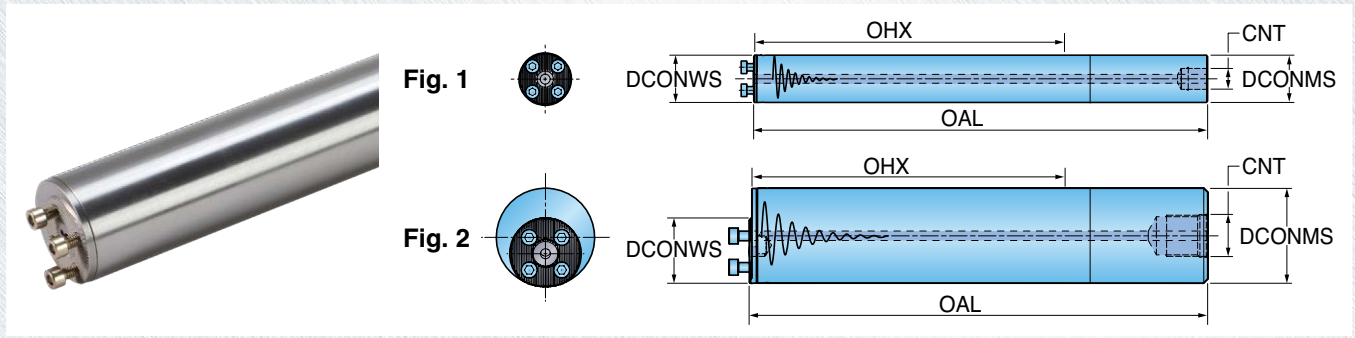 Fig. 1
OHX
CNT
DCONWS
DCONMS
OAL
Fig. 2
OHX
CNT
DCONWS
DCONMS
OAL